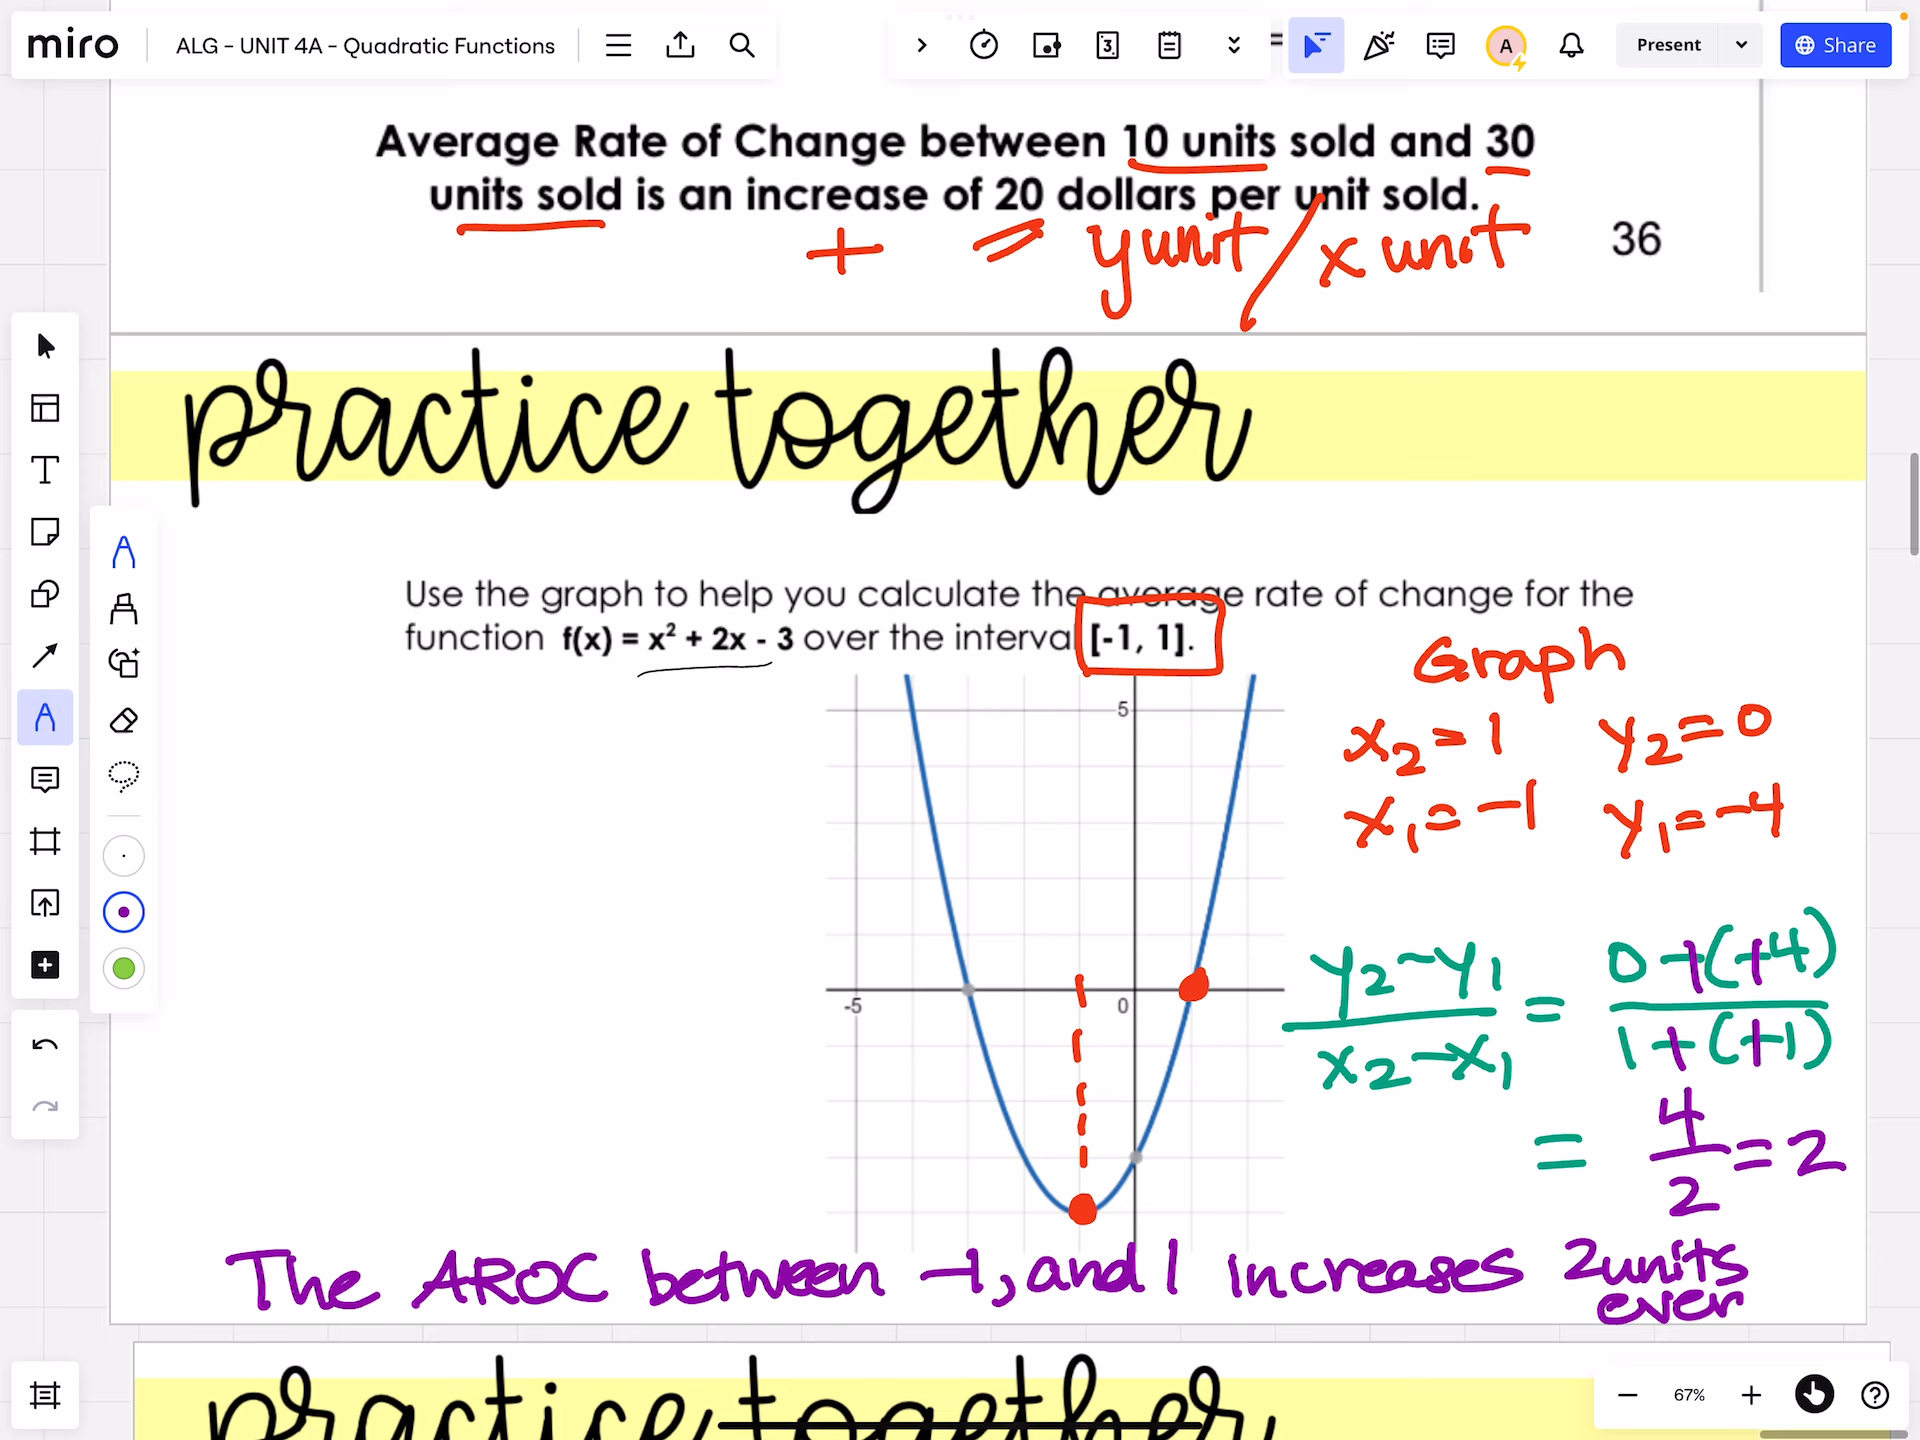 miro ALG - UNIT 4A - Quadratic Functions
3
A
Present
Share
Average Rate of Change between 10 units sold and 30
units sold is an increase of 20 dollars per unit sold.
+ = y unit / x unit
36
practice together
Use the graph to help you calculate the average rate of change for the
function f(x) = x² + 2x - 3 over the interval [-1, 1].
Graph
x₂ = 1 y₂ = 0
x₁ = -1 y₁ = -4
5
-5
0
y₂ - y₁ / x₂ - x₁ = 0 + (+4) / 1 + (+1)
= 4/2 = 2
The AROC between -1, and 1 increases 2 units
ever
practice together
67%